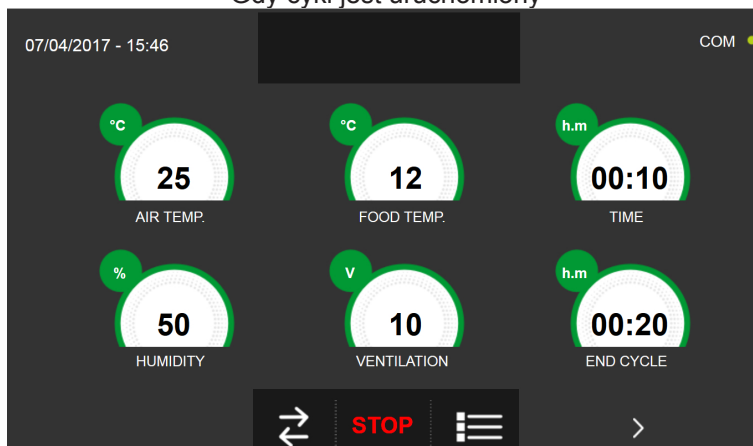 Gdy cykl jest uruchomiony
07/04/2017 - 15:46
COM
°C
25
AIR TEMP.
°C
12
FOOD TEMP.
h.m
00:10
TIME
%
50
HUMIDITY
V
10
VENTILATION
h.m
00:20
END CYCLE
STOP